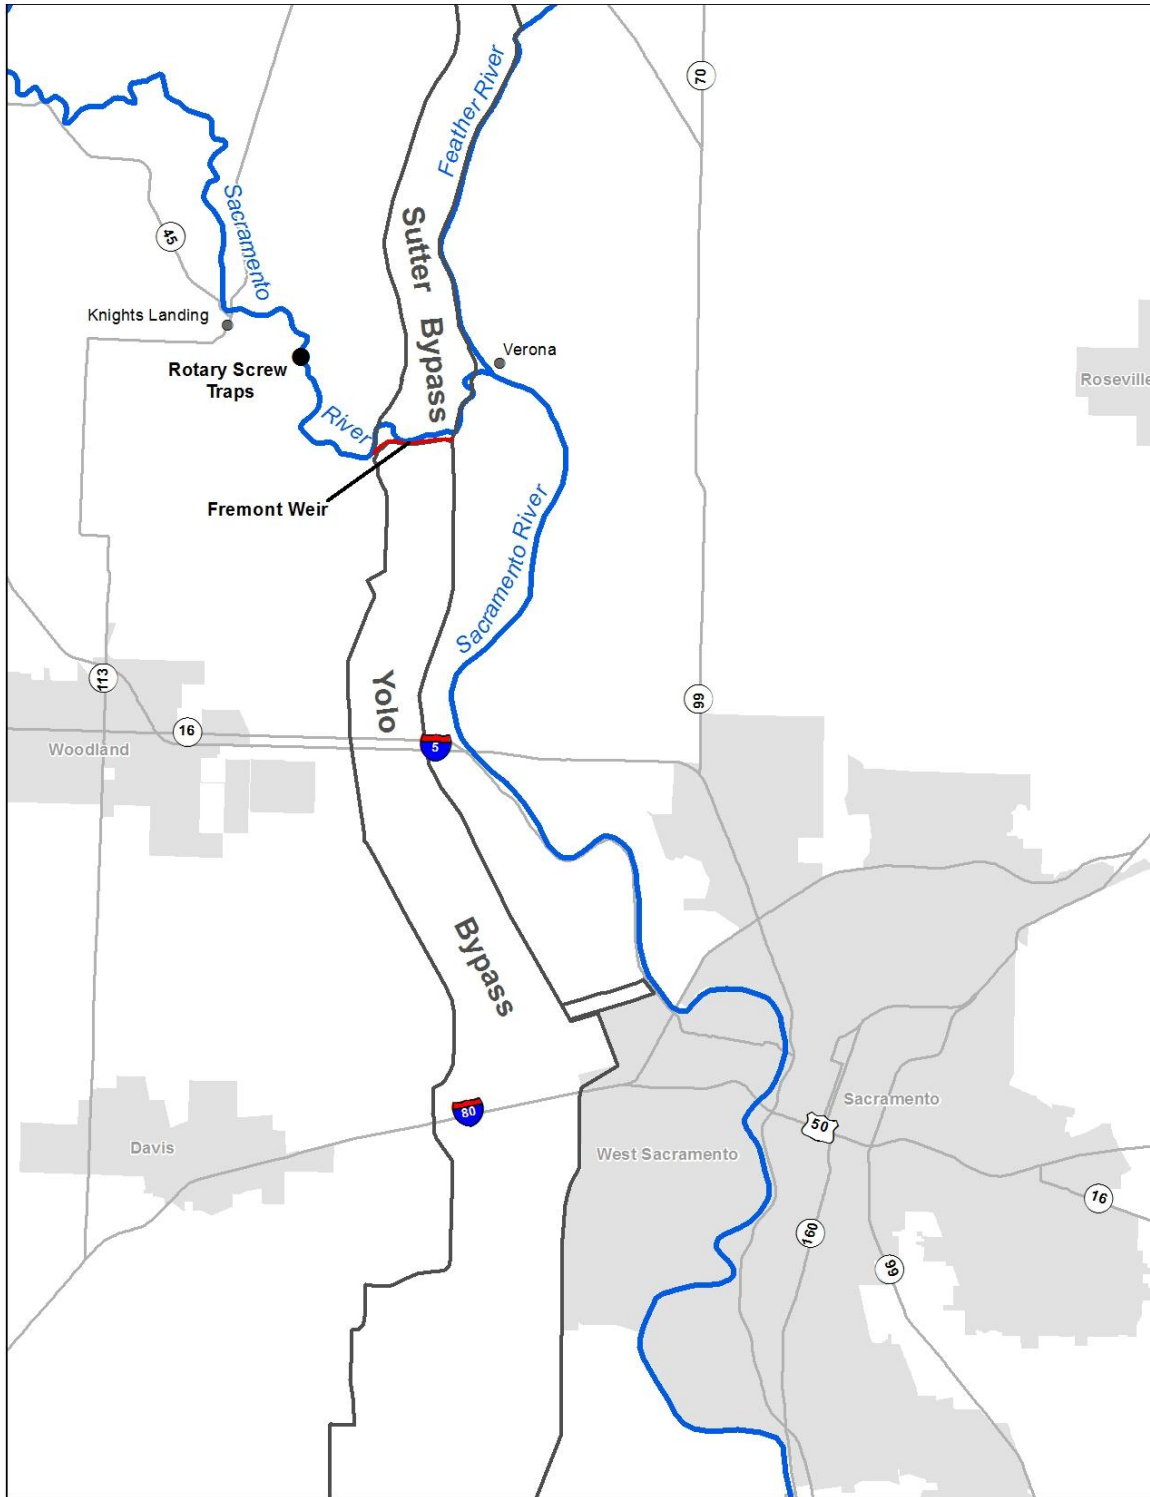 70
Feather River
Sacramento
45
Sutter
Bypass
Knights Landing
Verona
Rotary Screw
Traps
Roseville
River
Fremont Weir
Sacramento River
113
Yolo
99
16
Woodland
5
Bypass
80
Sacramento
50
Davis
West Sacramento
16
160
99